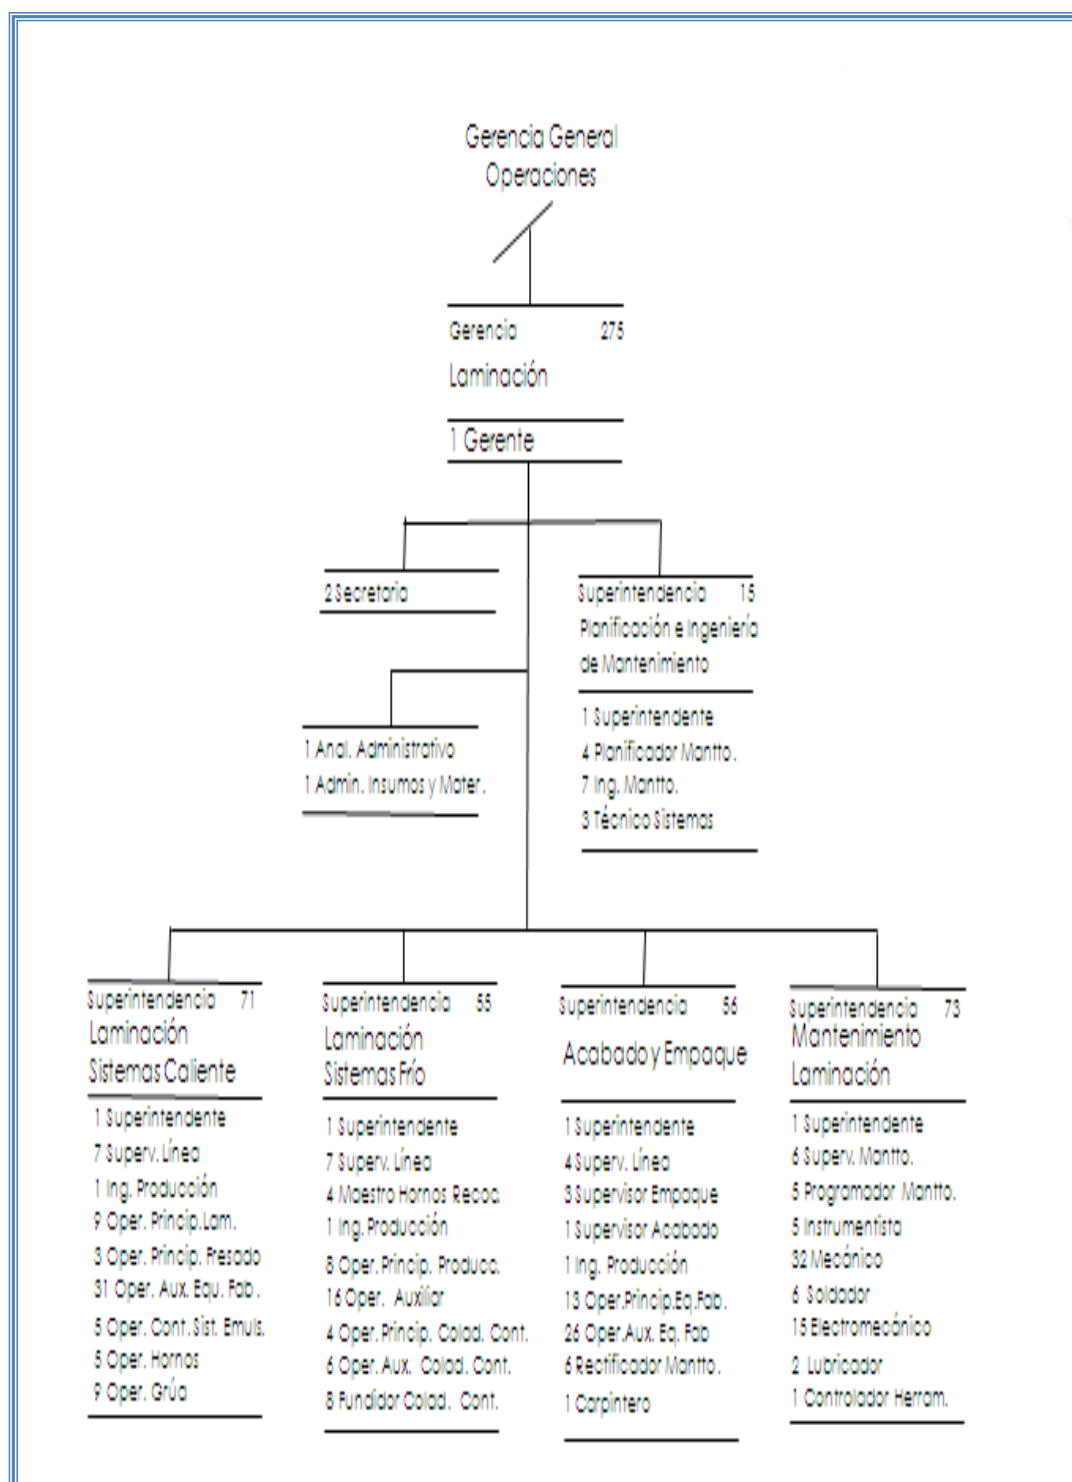 Gerencia General
Operaciones
Gerencia 275
Laminación
1 Gerente
2 Secretaria
Superintendencia 15
Planificación e Ingeniería
de Mantenimiento
1 Superintendente
4 Planificador Mantto.
7 Ing. Mantto.
3 Técnico Sistemas
1 Anal. Administrativo
1 Admin. Insumos y Mater.
Superintendencia 71
Laminación
Sistemas Caliente
1 Superintendente
7 Superv. Línea
1 Ing. Producción
9 Oper. Princip.Lam.
3 Oper. Princip. Fresado
31 Oper. Aux. Equ. Fab.
5 Oper. Cont. Sist. Emuls.
5 Oper. Hornos
9 Oper. Grúa
Superintendencia 55
Laminación
Sistemas Frío
1 Superintendente
7 Superv. Línea
4 Maestro Hornos Recoc.
1 Ing. Producción
8 Oper. Princip. Producc.
16 Oper. Auxiliar
4 Oper. Princip. Colad. Cont.
6 Oper. Aux. Colad. Cont.
8 Fundidor Colad. Cont.
Superintendencia 56
Acabado y Empaque
1 Superintendente
4 Superv. Línea
3 Supervisor Empaque
1 Supervisor Acabado
1 Ing. Producción
13 Oper.Princip.Eq.Fab.
26 Oper.Aux. Eq. Fab
6 Rectificador Mantto.
1 Carpintero
Superintendencia 73
Mantenimiento
Laminación
1 Superintendente
6 Superv. Mantto.
5 Programador Mantto.
5 Instrumentista
32 Mecánico
6 Soldador
15 Electromecánico
2 Lubricador
1 Controlador Herram.